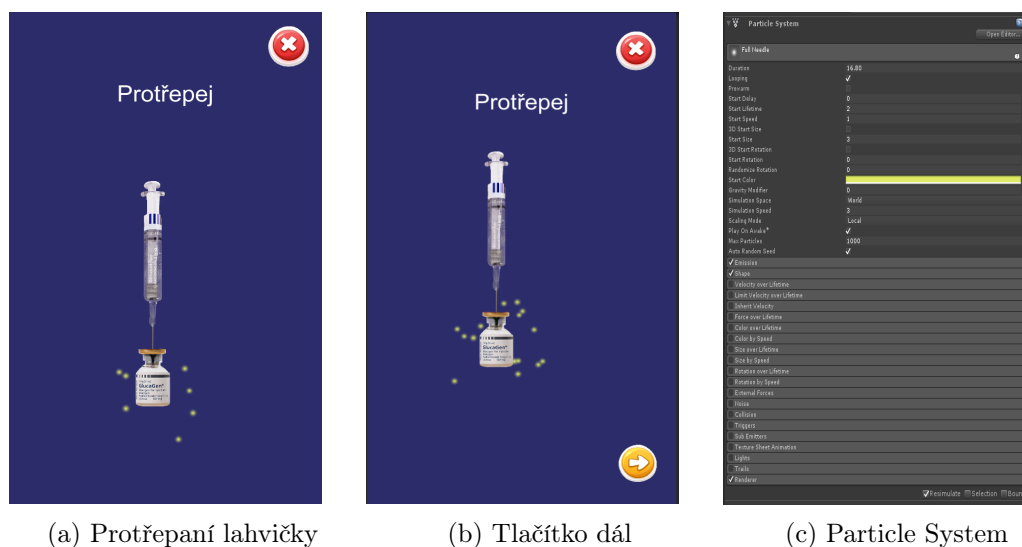 Protřepej
GlucaGen®
(a) Protřepaní lahvičky
Protřepej
GlucaGen®
(b) Tlačítko dál
Particle System
Open Editor...
Full Needle
Duration 16.80
Looping
Prewarm
Start Delay 0
Start Lifetime 2
Start Speed 1
3D Start Size
Start Size 3
3D Start Rotation
Start Rotation 0
Randomize Rotation 0
Start Color
Gravity Modifier 0
Simulation Space World
Simulation Speed 3
Scaling Mode Local
Play On Awake*
Max Particles 1000
Auto Random Seed
Emission
Shape
Velocity over Lifetime
Limit Velocity over Lifetime
Inherit Velocity
Force over Lifetime
Color over Lifetime
Color by Speed
Size over Lifetime
Size by Speed
Rotation over Lifetime
Rotation by Speed
External Forces
Noise
Collision
Triggers
Sub Emitters
Texture Sheet Animation
Lights
Trails
Renderer
Resimulate Selection Boun
(c) Particle System